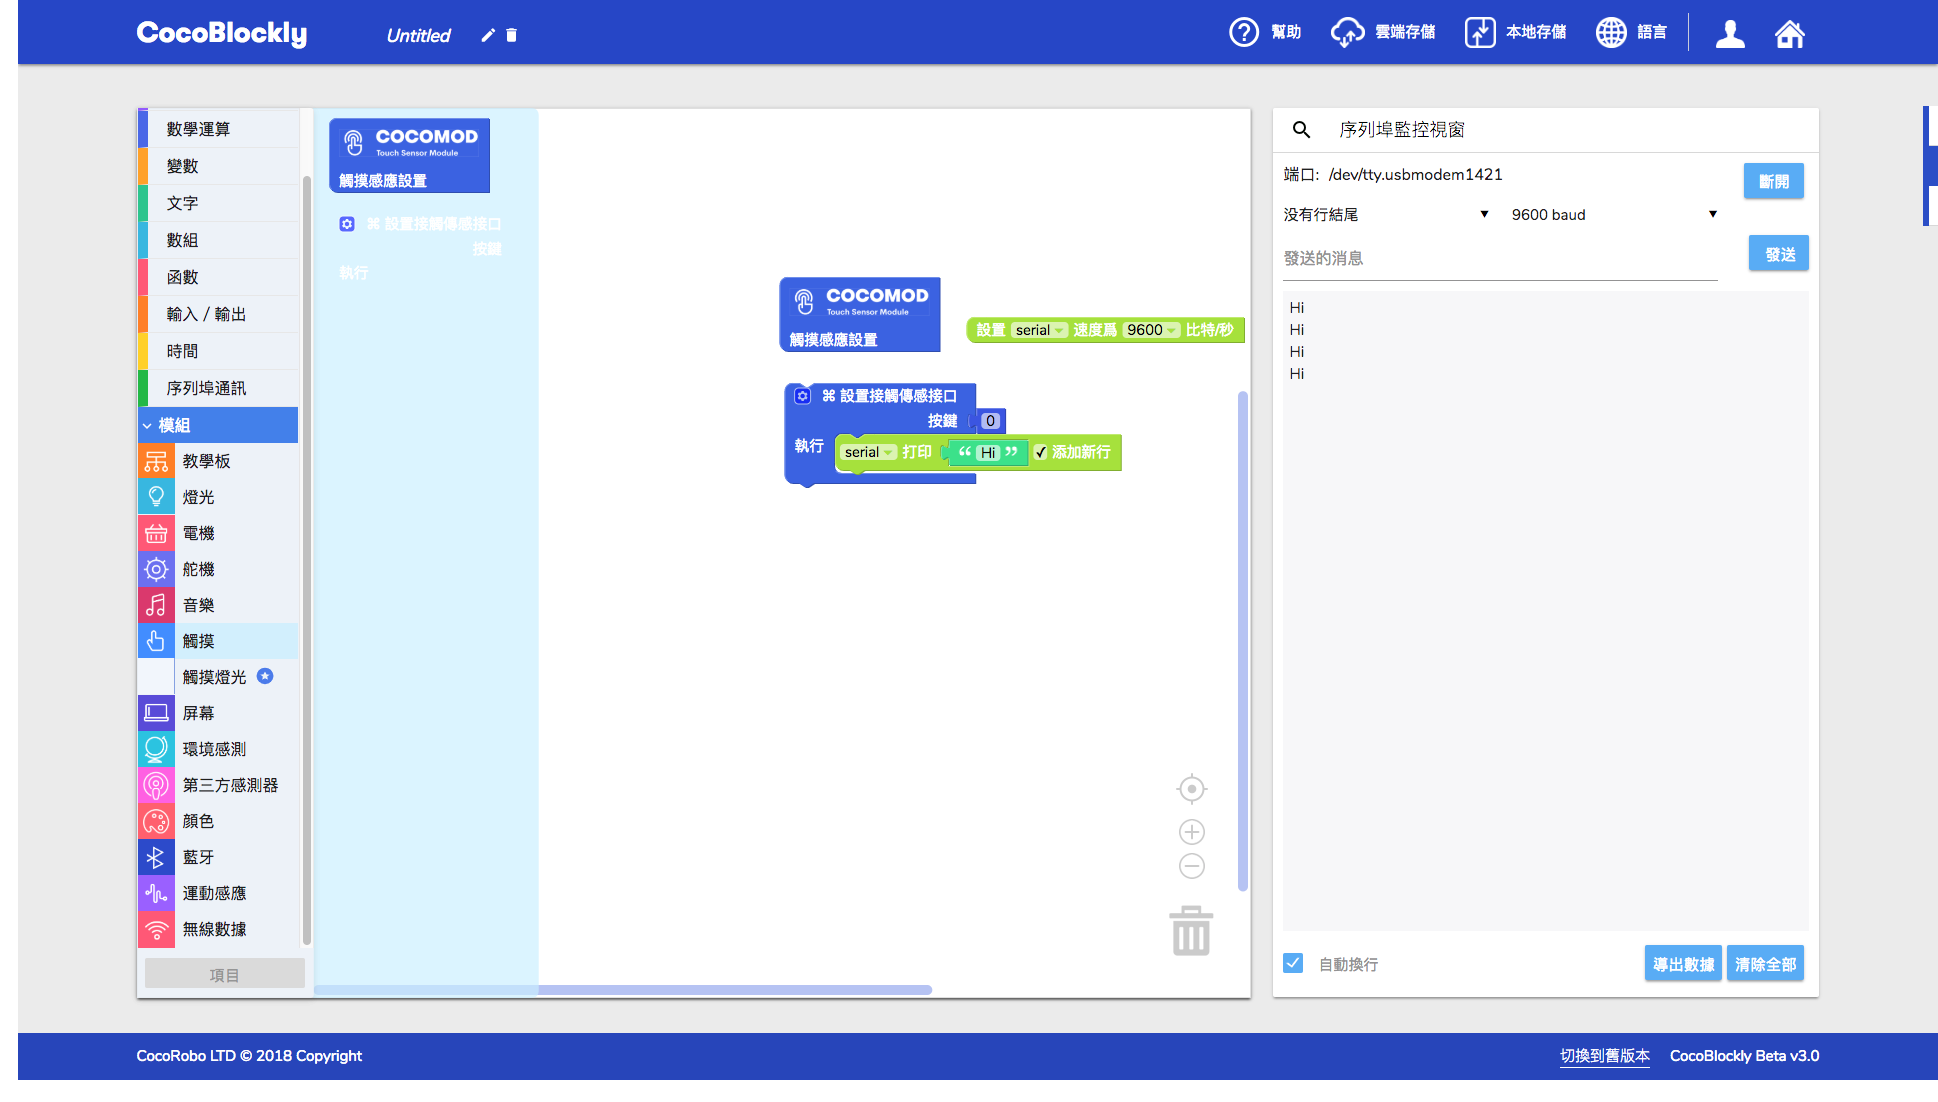 CocoBlockly
Untitled
幫助
雲端存儲
本地存儲
語言
數學運算
變數
文字
數組
函數
輸入 / 輸出
時間
序列埠通訊
模組
教學板
燈光
電機
舵機
音樂
觸摸
觸摸燈光
屏幕
環境感測
第三方感測器
顏色
藍牙
運動感應
無線數據
項目
COCOMOD
Touch Sensor Module
觸摸感應設置
⌘ 設置接觸傳感接口
按鍵
執行
COCOMOD
Touch Sensor Module
觸摸感應設置
設置 serial 速度爲 9600 比特/秒
⌘ 設置接觸傳感接口
按鍵 0
執行 serial 打印 “ Hi ” ✓ 添加新行
序列埠監控視窗
端口: /dev/tty.usbmodem1421
斷開
没有行結尾 ▼ 9600 baud ▼
發送的消息
發送
Hi
Hi
Hi
Hi
自動換行
導出數據
清除全部
CocoRobo LTD © 2018 Copyright
切換到舊版本
CocoBlockly Beta v3.0